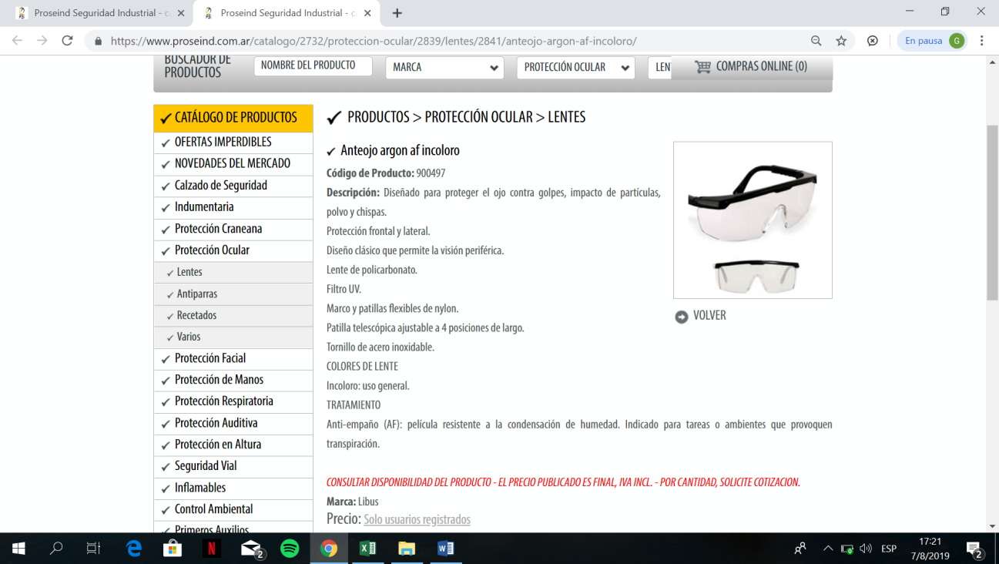 Proseind Seguridad Industrial - c
Proseind Seguridad Industrial - c
https://www.proseind.com.ar/catalogo/2732/proteccion-ocular/2839/lentes/2841/anteojo-argon-af-incoloro/
En pausa
G
BUSCADOR DE
PRODUCTOS
NOMBRE DEL PRODUCTO
MARCA
PROTECCIÓN OCULAR
LEN
COMPRAS ONLINE (0)
CATÁLOGO DE PRODUCTOS
OFERTAS IMPERDIBLES
NOVEDADES DEL MERCADO
Calzado de Seguridad
Indumentaria
Protección Craneana
Protección Ocular
Lentes
Antiparras
Recetados
Varios
Protección Facial
Protección de Manos
Protección Respiratoria
Protección Auditiva
Protección en Altura
Seguridad Vial
Inflamables
Control Ambiental
Primeros Auxilios
PRODUCTOS > PROTECCIÓN OCULAR > LENTES
Anteojo argon af incoloro
Código de Producto: 900497
Descripción: Diseñado para proteger el ojo contra golpes, impacto de partículas,
polvo y chispas.
Protección frontal y lateral.
Diseño clásico que permite la visión periférica.
Lente de policarbonato.
Filtro UV.
Marco y patillas flexibles de nylon.
Patilla telescópica ajustable a 4 posiciones de largo.
Tornillo de acero inoxidable.
COLORES DE LENTE
Incoloro: uso general.
TRATAMIENTO
Anti-empaño (AF): película resistente a la condensación de humedad. Indicado para tareas o ambientes que provoquen
transpiración.
CONSULTAR DISPONIBILIDAD DEL PRODUCTO - EL PRECIO PUBLICADO ES FINAL, IVA INCL. - POR CANTIDAD, SOLICITE COTIZACION.
Marca: Libus
Precio: Solo usuarios registrados
VOLVER
2
ESP
17:21
7/8/2019
2